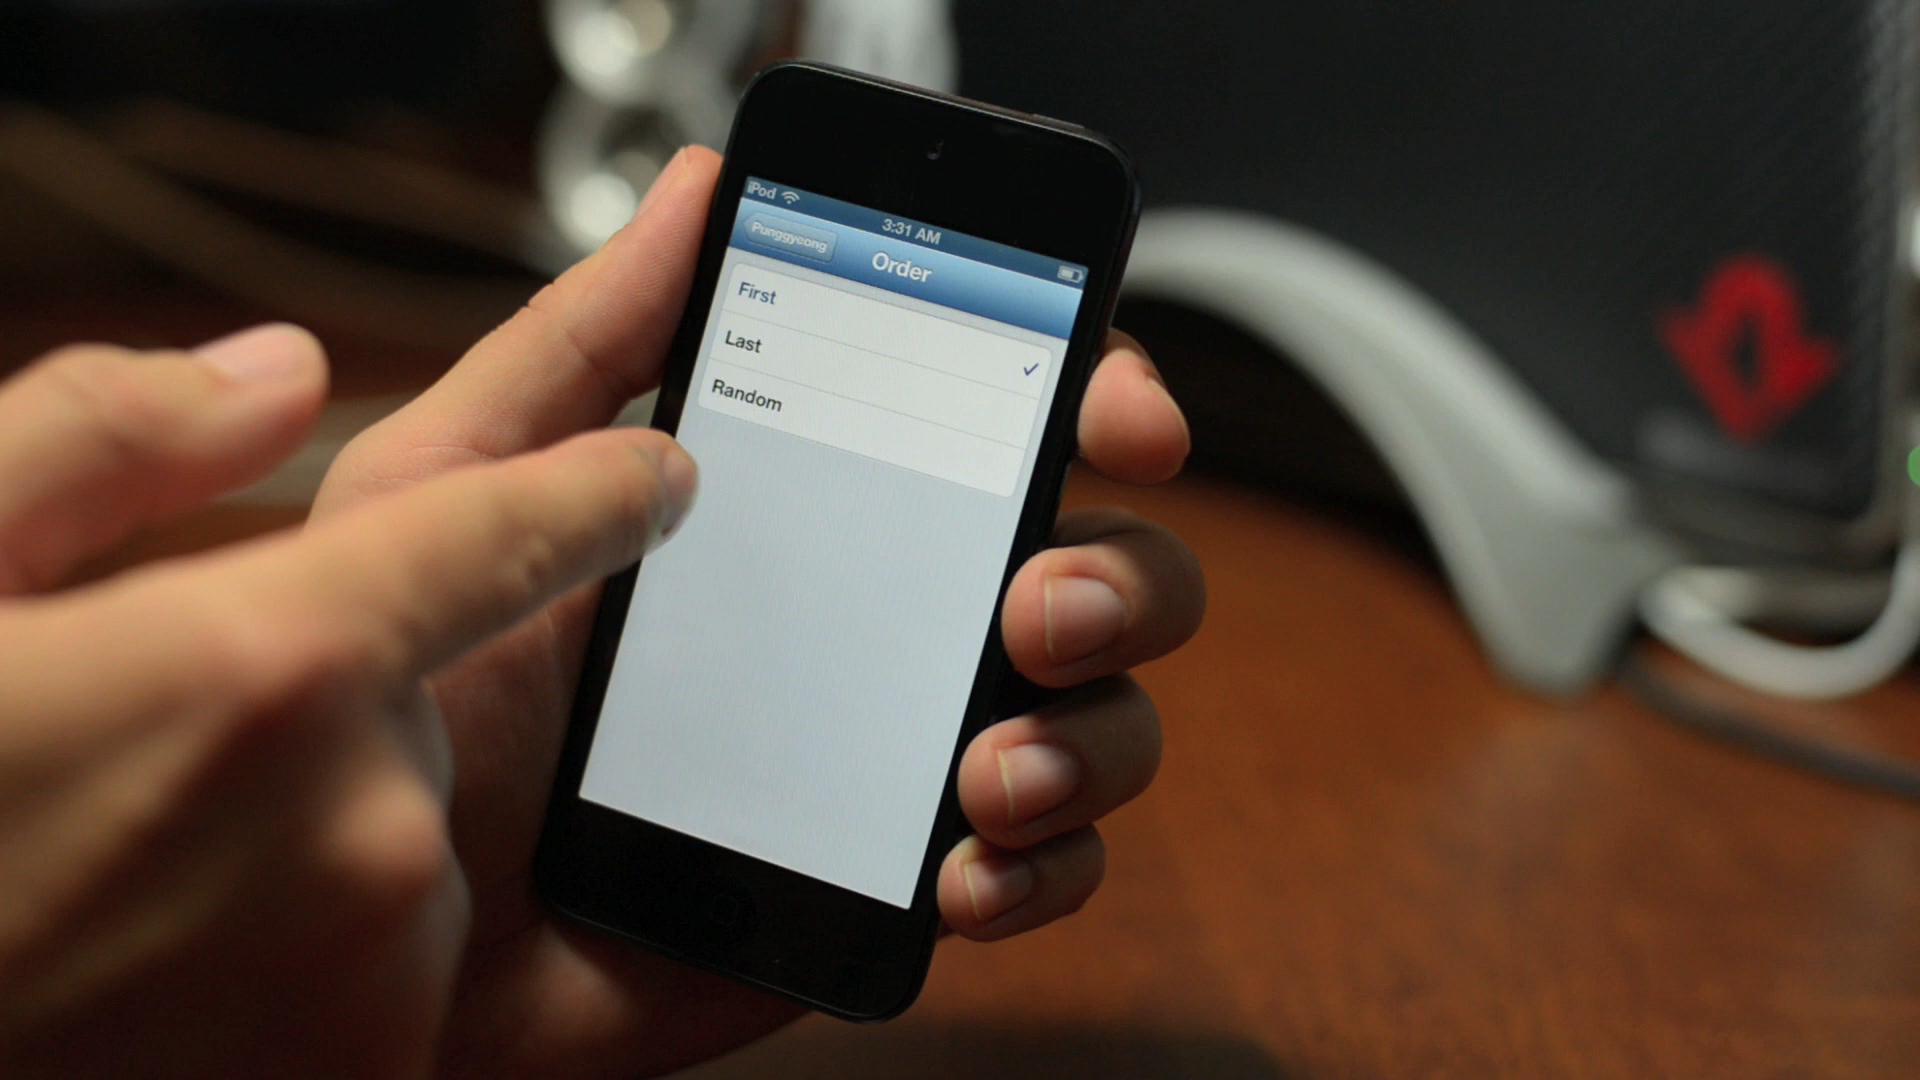 iPod
3:31 AM
Punggyeong
Order
First
Last
Random